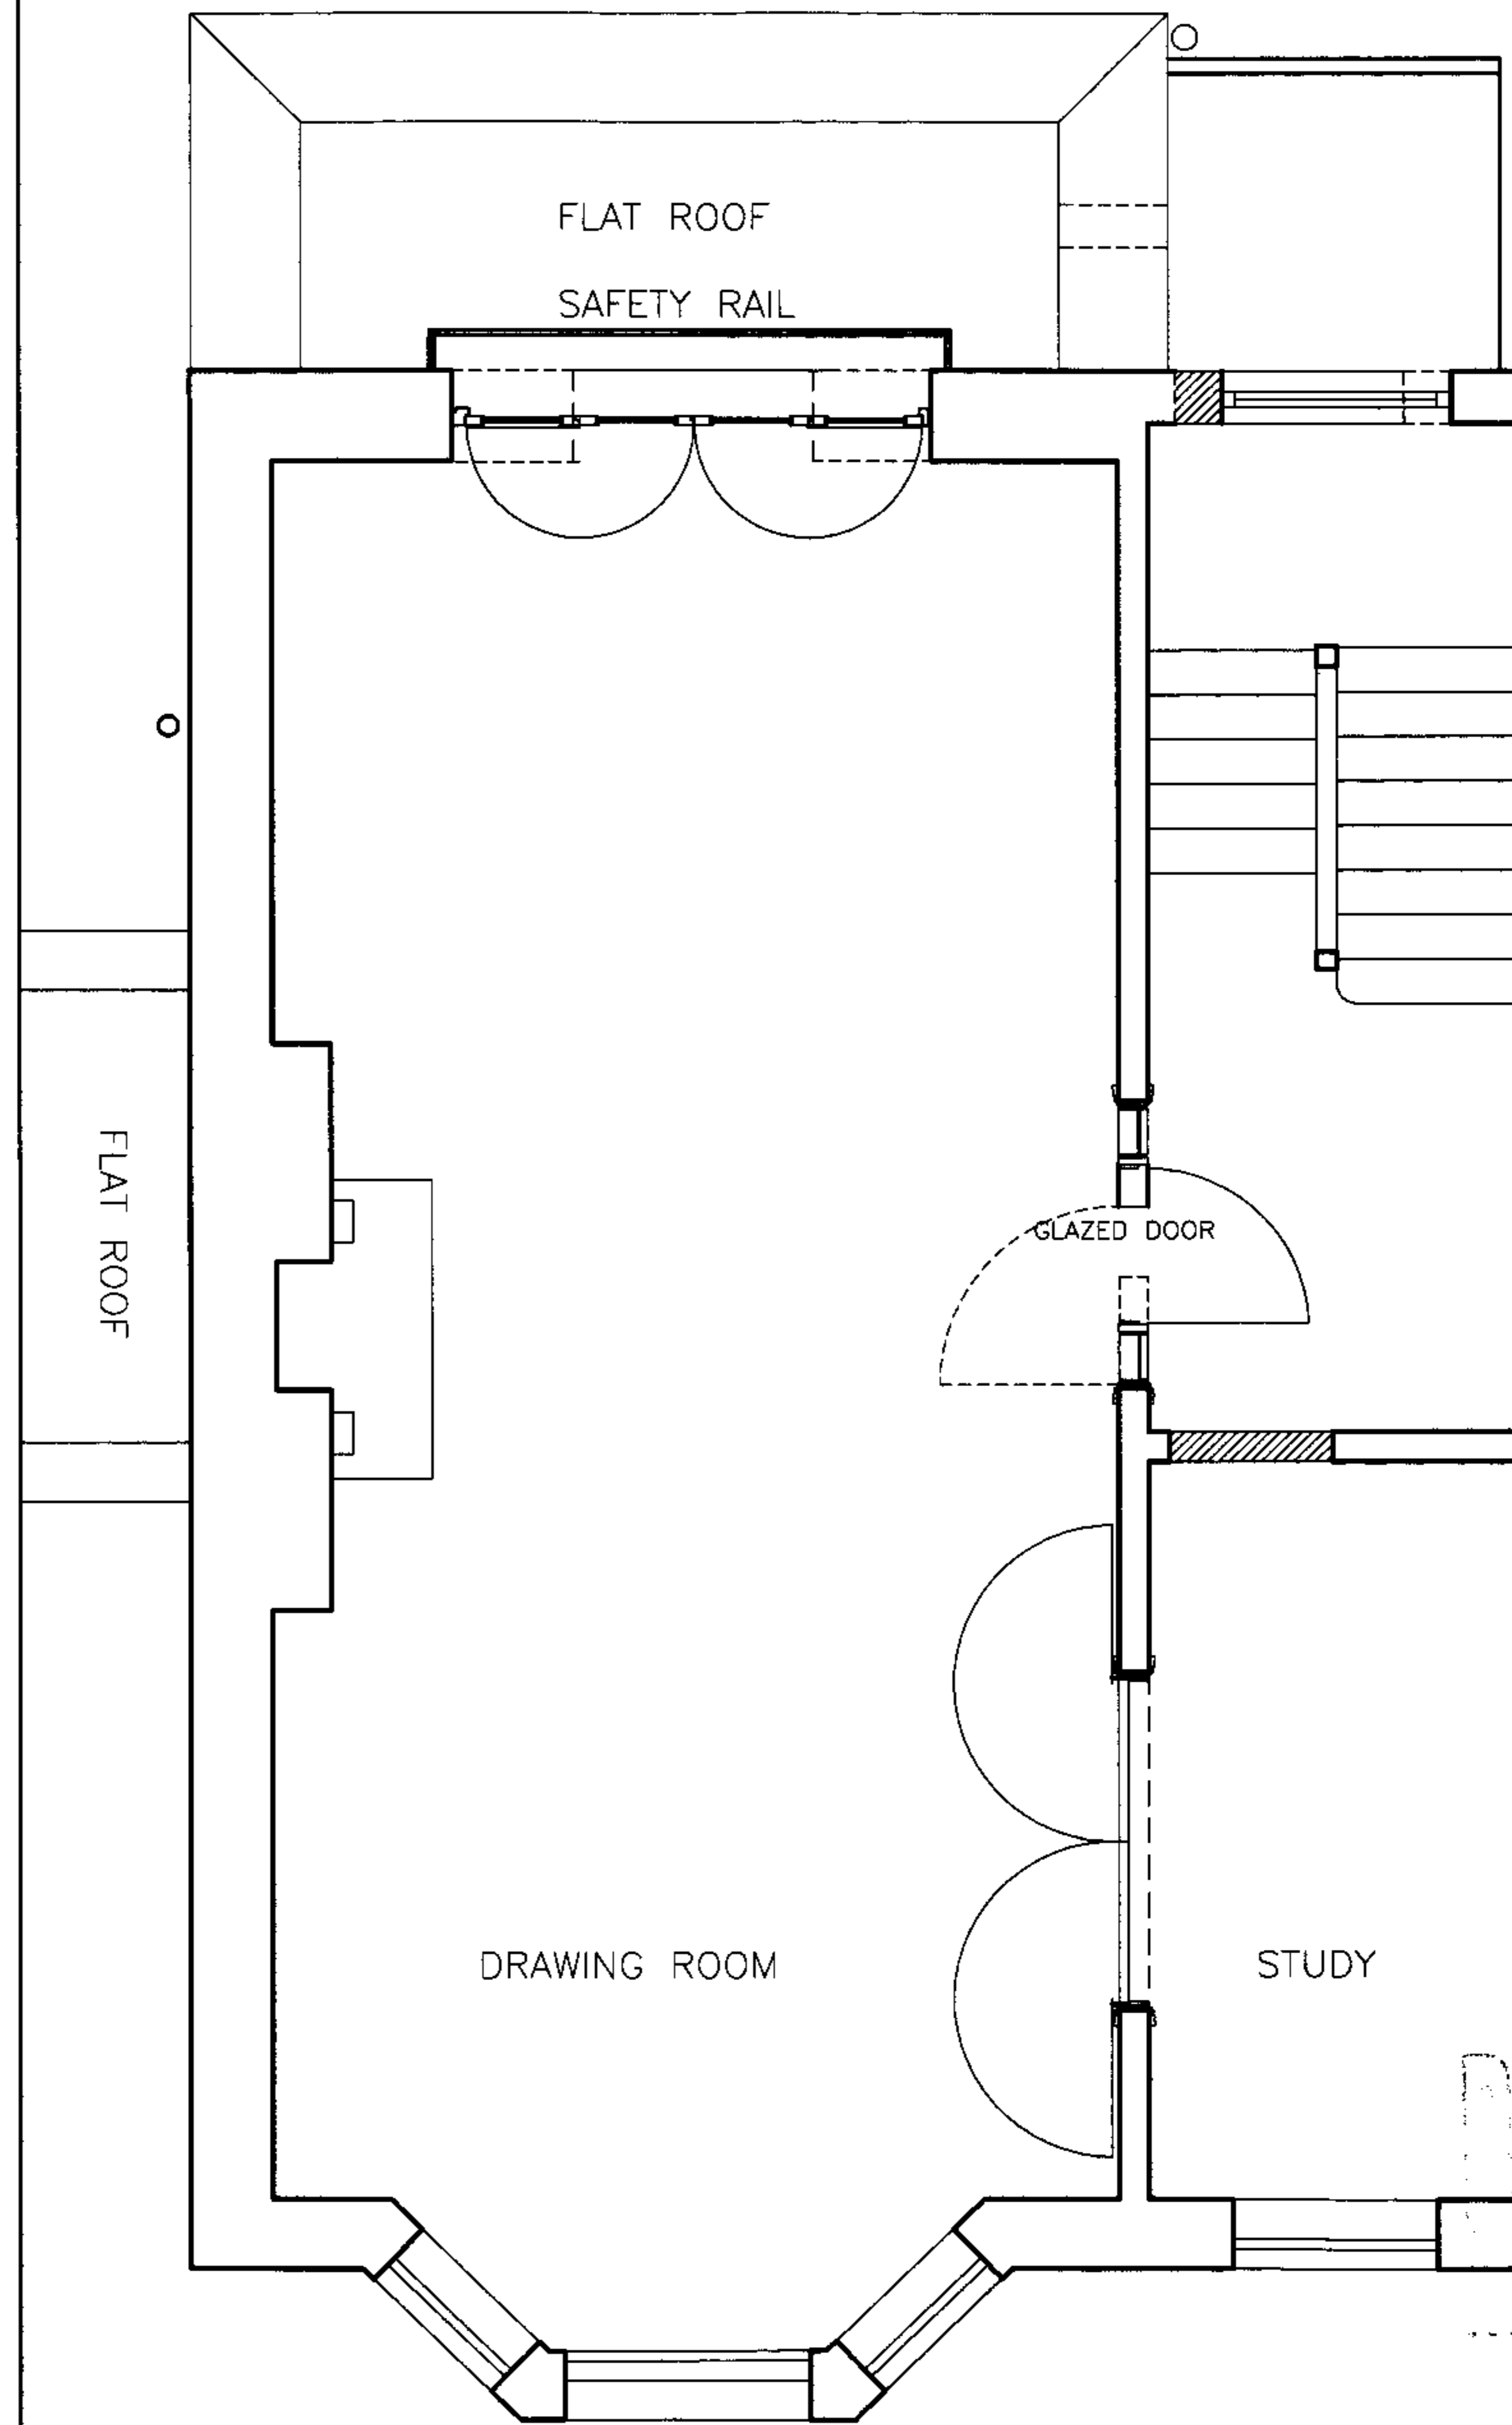 FLAT ROOF
SAFETY RAIL
FLAT ROOF
GLAZED DOOR
DRAWING ROOM
STUDY